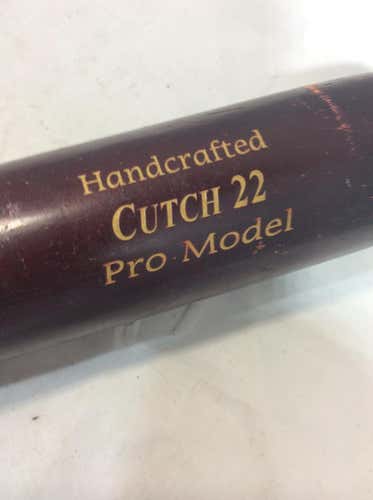 Handcrafted
CUTCH 22
Pro Model